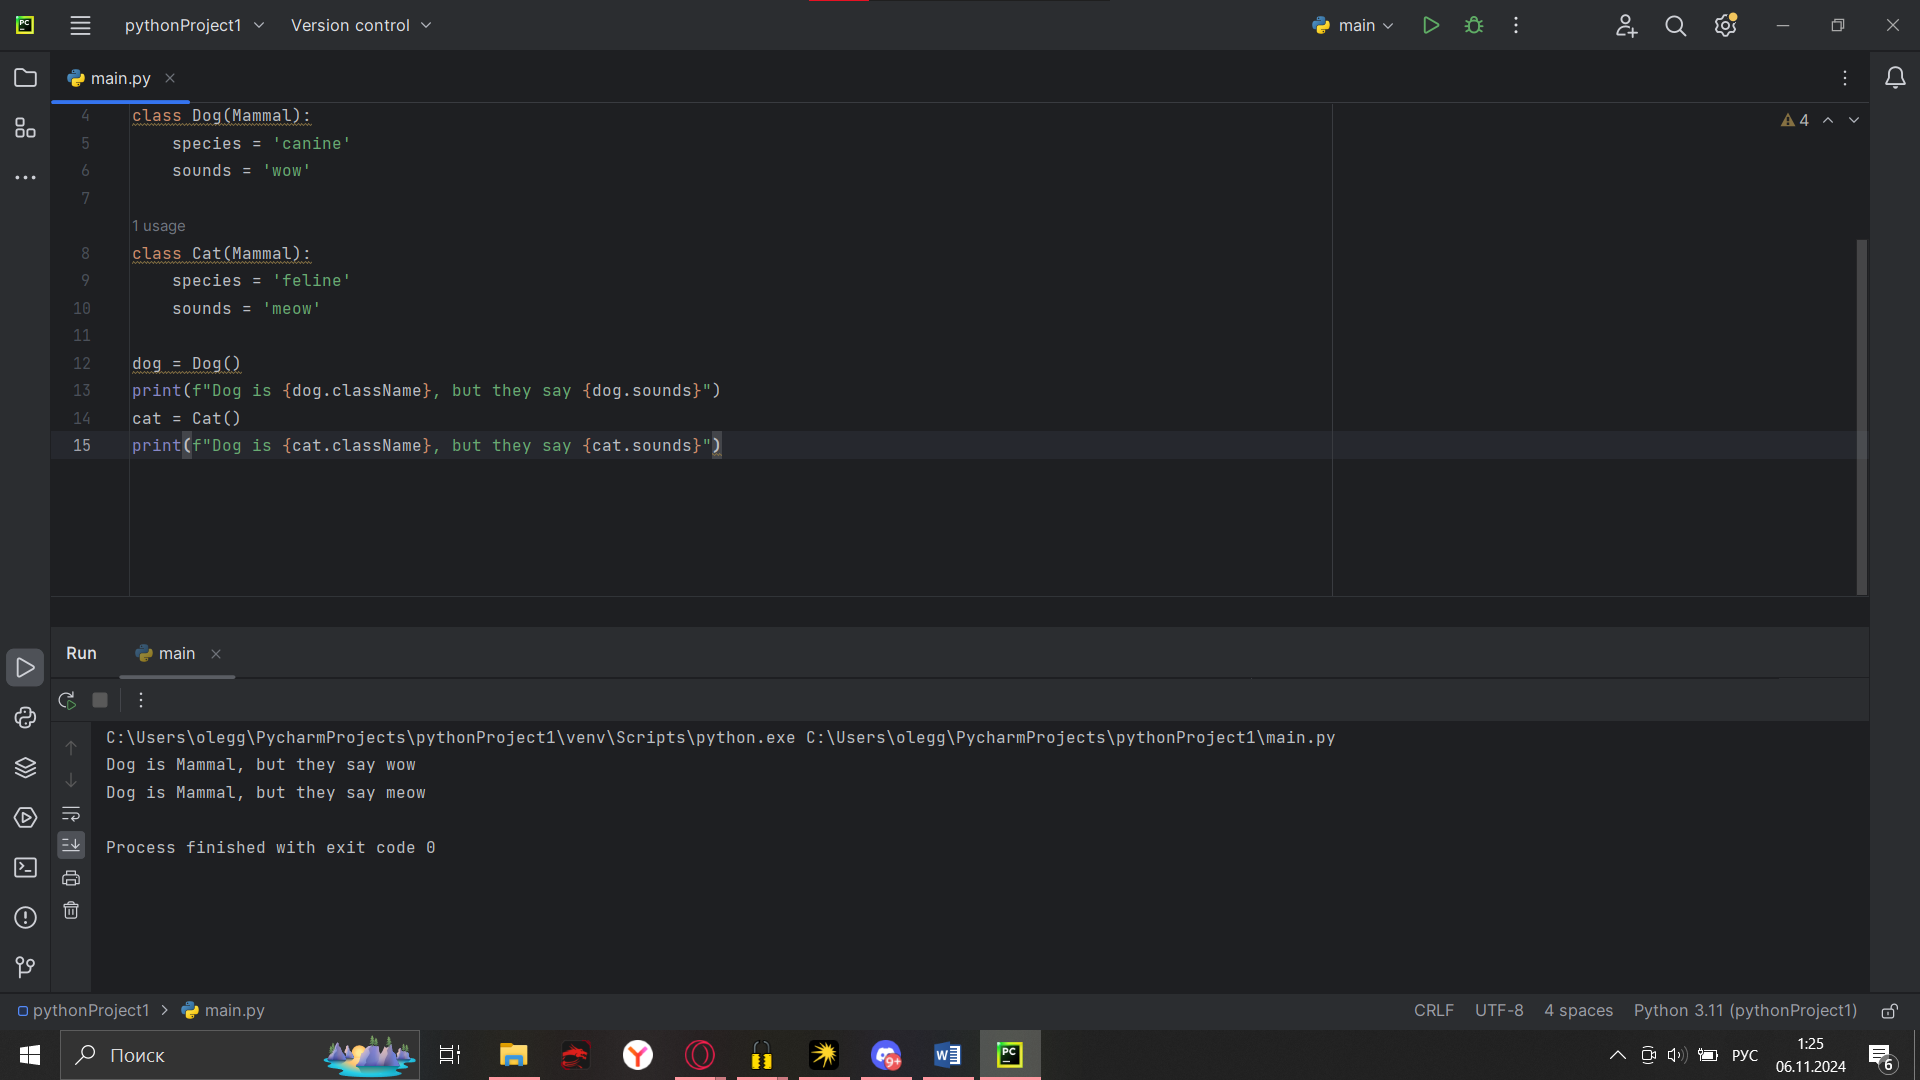 PC
pythonProject1
Version control
main
main.py
4
4 class Dog(Mammal):
5 species = 'canine'
6 sounds = 'wow'
7
1 usage
8 class Cat(Mammal):
9 species = 'feline'
10 sounds = 'meow'
11
12 dog = Dog()
13 print(f"Dog is {dog.className}, but they say {dog.sounds}")
14 cat = Cat()
15 print(f"Dog is {cat.className}, but they say {cat.sounds}")
Run
main
C:\Users\olegg\PycharmProjects\pythonProject1\venv\Scripts\python.exe C:\Users\olegg\PycharmProjects\pythonProject1\main.py
Dog is Mammal, but they say wow
Dog is Mammal, but they say meow
Process finished with exit code 0
pythonProject1 > main.py
CRLF
UTF-8
4 spaces
Python 3.11 (pythonProject1)
Поиск
9+
W
PC
РУС
1:25
06.11.2024
6